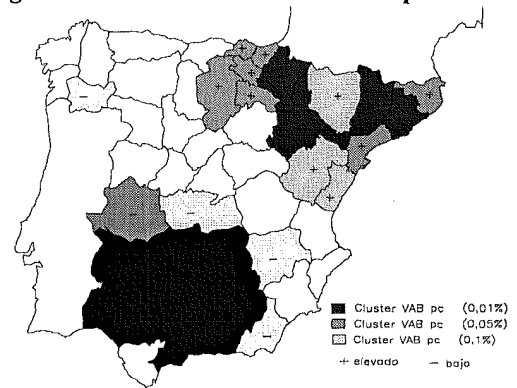 Cluster VAB pc (0,01%)
Cluster VAB pc (0,05%)
Cluster VAB pc (0,1%)
+ elevado – bajo